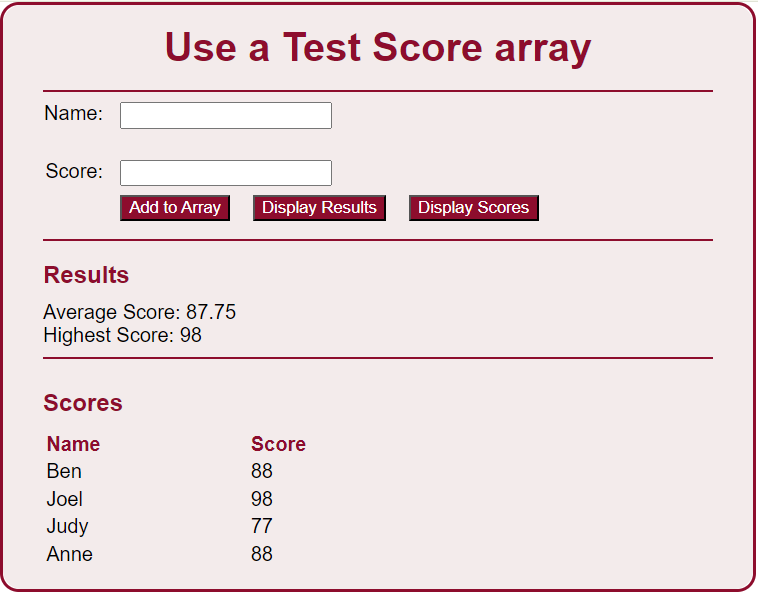 Use a Test Score array
Name:
Score:
Add to Array Display Results Display Scores
Results
Average Score: 87.75
Highest Score: 98
Scores
Name Score
Ben 88
Joel 98
Judy 77
Anne 88